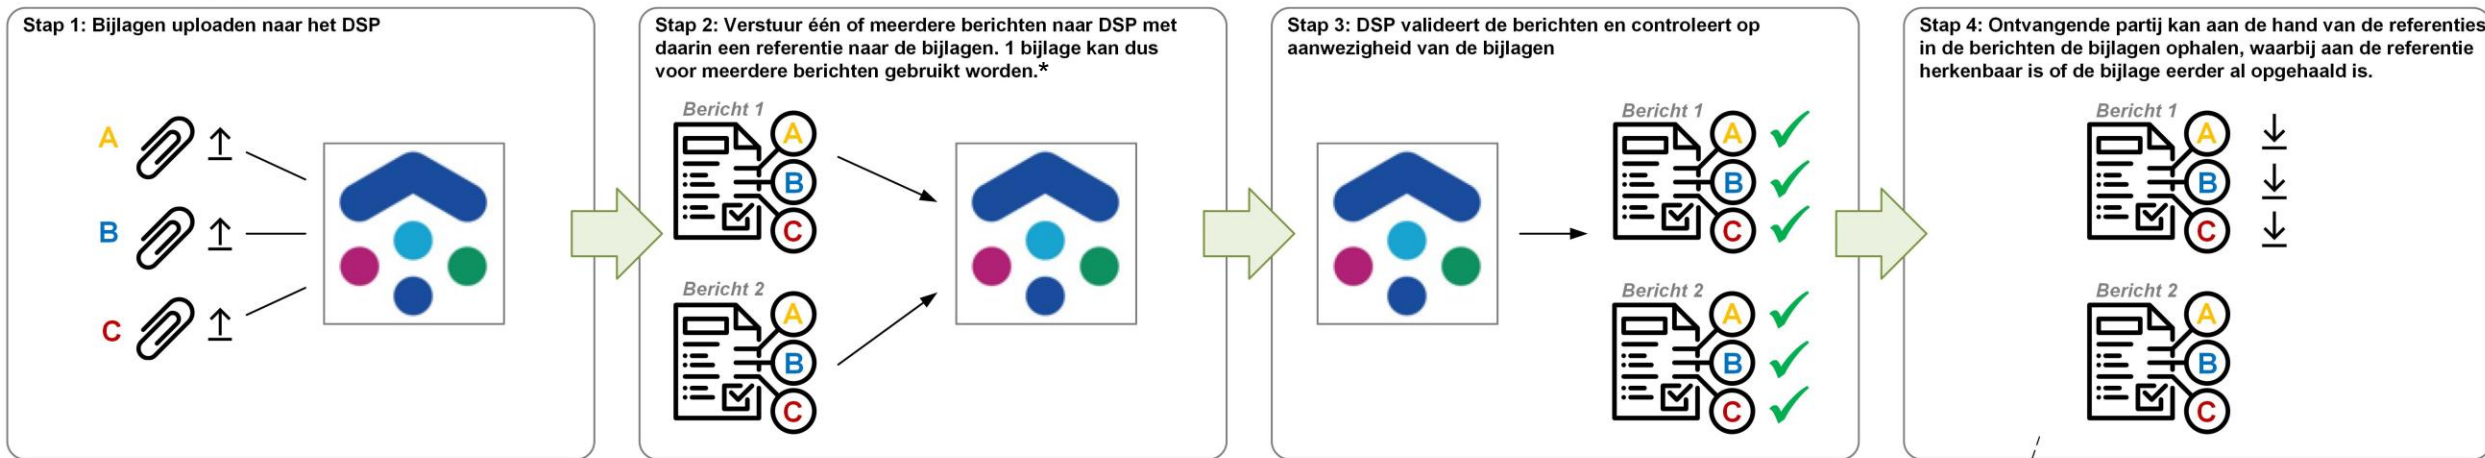 Stap 1: Bijlagen uploaden naar het DSP
A
B
C
Stap 2: Verstuur één of meerdere berichten naar DSP met
daarin een referentie naar de bijlagen. 1 bijlage kan dus
voor meerdere berichten gebruikt worden.*
Bericht 1
A
B
C
Bericht 2
A
B
C
Stap 3: DSP valideert de berichten en controleert op
aanwezigheid van de bijlagen
Bericht 1
A
B
C
Bericht 2
A
B
C
Stap 4: Ontvangende partij kan aan de hand van de referenties
in de berichten de bijlagen ophalen, waarbij aan de referentie
herkenbaar is of de bijlage eerder al opgehaald is.
Bericht 1
A
B
C
Bericht 2
A
B
C